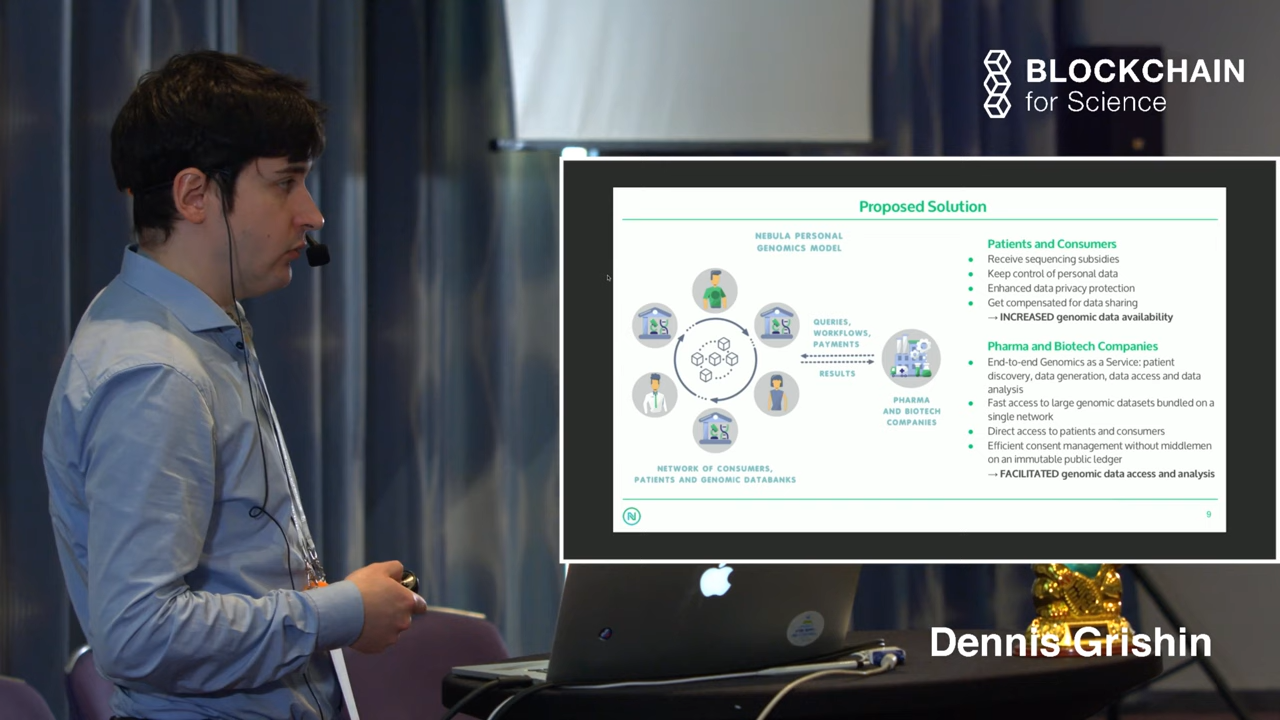 BLOCKCHAIN
for Science
Proposed Solution
NEBULA PERSONAL
GENOMICS MODEL
QUERIES,
WORKFLOWS,
PAYMENTS
RESULTS
PHARMA
AND BIOTECH
COMPANIES
NETWORK OF CONSUMERS,
PATIENTS AND GENOMIC DATABANKS
Patients and Consumers
● Receive sequencing subsidies
● Keep control of personal data
● Enhanced data privacy protection
● Get compensated for data sharing
→ INCREASED genomic data availability
Pharma and Biotech Companies
● End-to-end Genomics as a Service: patient
discovery, data generation, data access and data
analysis
● Fast access to large genomic datasets bundled on a
single network
● Direct access to patients and consumers
● Efficient consent management without middlemen
on an immutable public ledger
→ FACILITATED genomic data access and analysis
N
9
Dennis Grishin